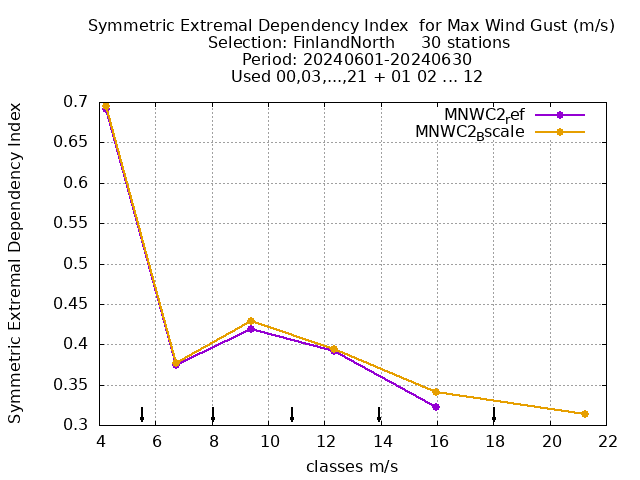 Symmetric Extremal Dependency Index  for Max Wind Gust (m/s)
Selection: FinlandNorth     30 stations
Period: 20240601-20240630
Used 00,03,...,21 + 01 02 ... 12
MNWC2ref
MNWC2Bscale
Symmetric Extremal Dependency Index
0.7
0.65
0.6
0.55
0.5
0.45
0.4
0.35
0.3
4 6 8 10 12 14 16 18 20 22
classes m/s